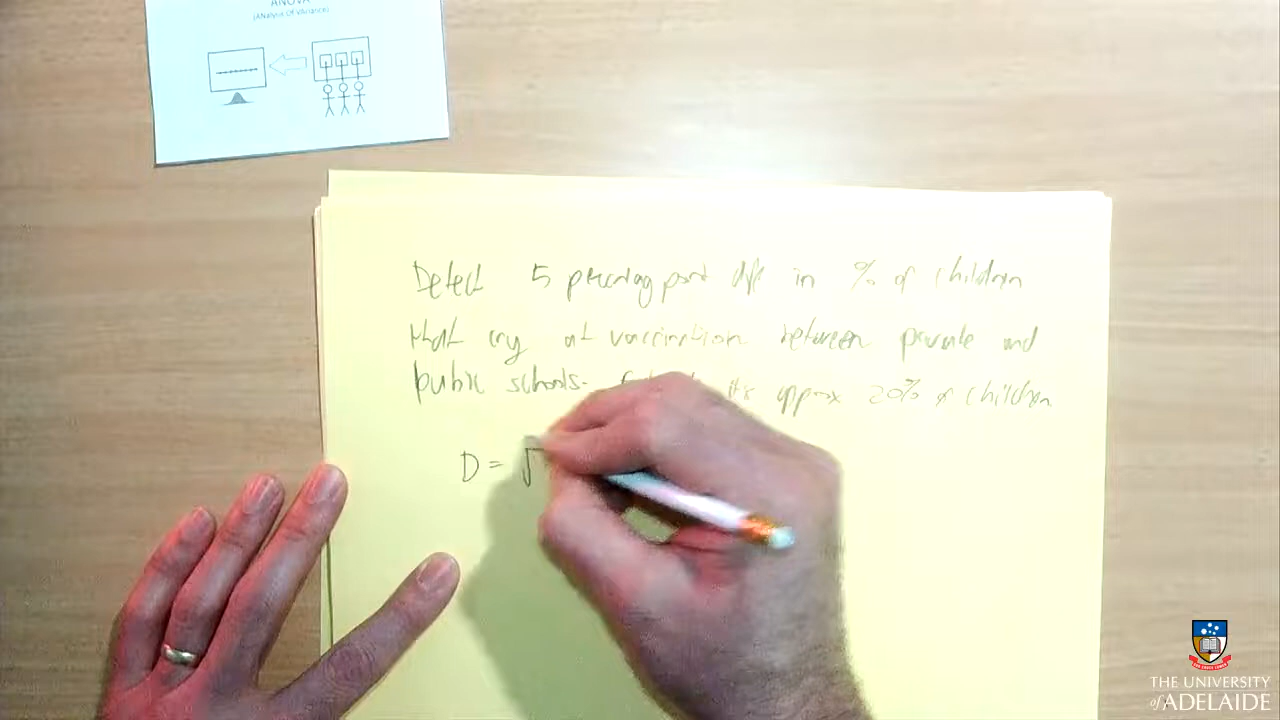 ANOVA
(Analysis Of Variance)
Detect 5 percentag point diff in % of children
that cry at vaccination between private and
public schools. it's approx 20% of children
D = √
THE UNIVERSITY
of ADELAIDE